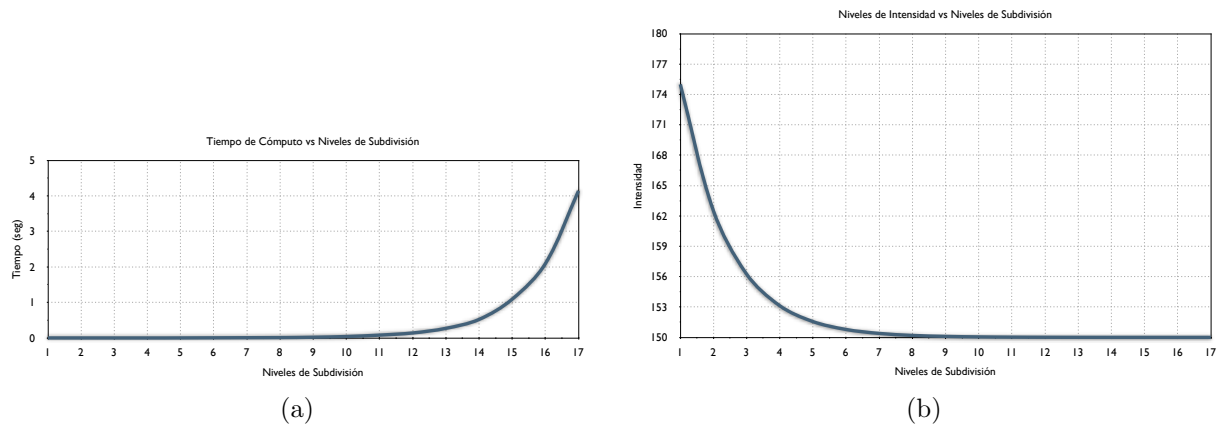 Tiempo de Cómputo vs Niveles de Subdivisión
Tiempo (seg)
5
4
3
2
1
0
1 2 3 4 5 6 7 8 9 10 11 12 13 14 15 16 17
Niveles de Subdivisión
(a)
Niveles de Intensidad vs Niveles de Subdivisión
Intensidad
180
177
174
171
168
165
162
159
156
153
150
1 2 3 4 5 6 7 8 9 10 11 12 13 14 15 16 17
Niveles de Subdivisión
(b)